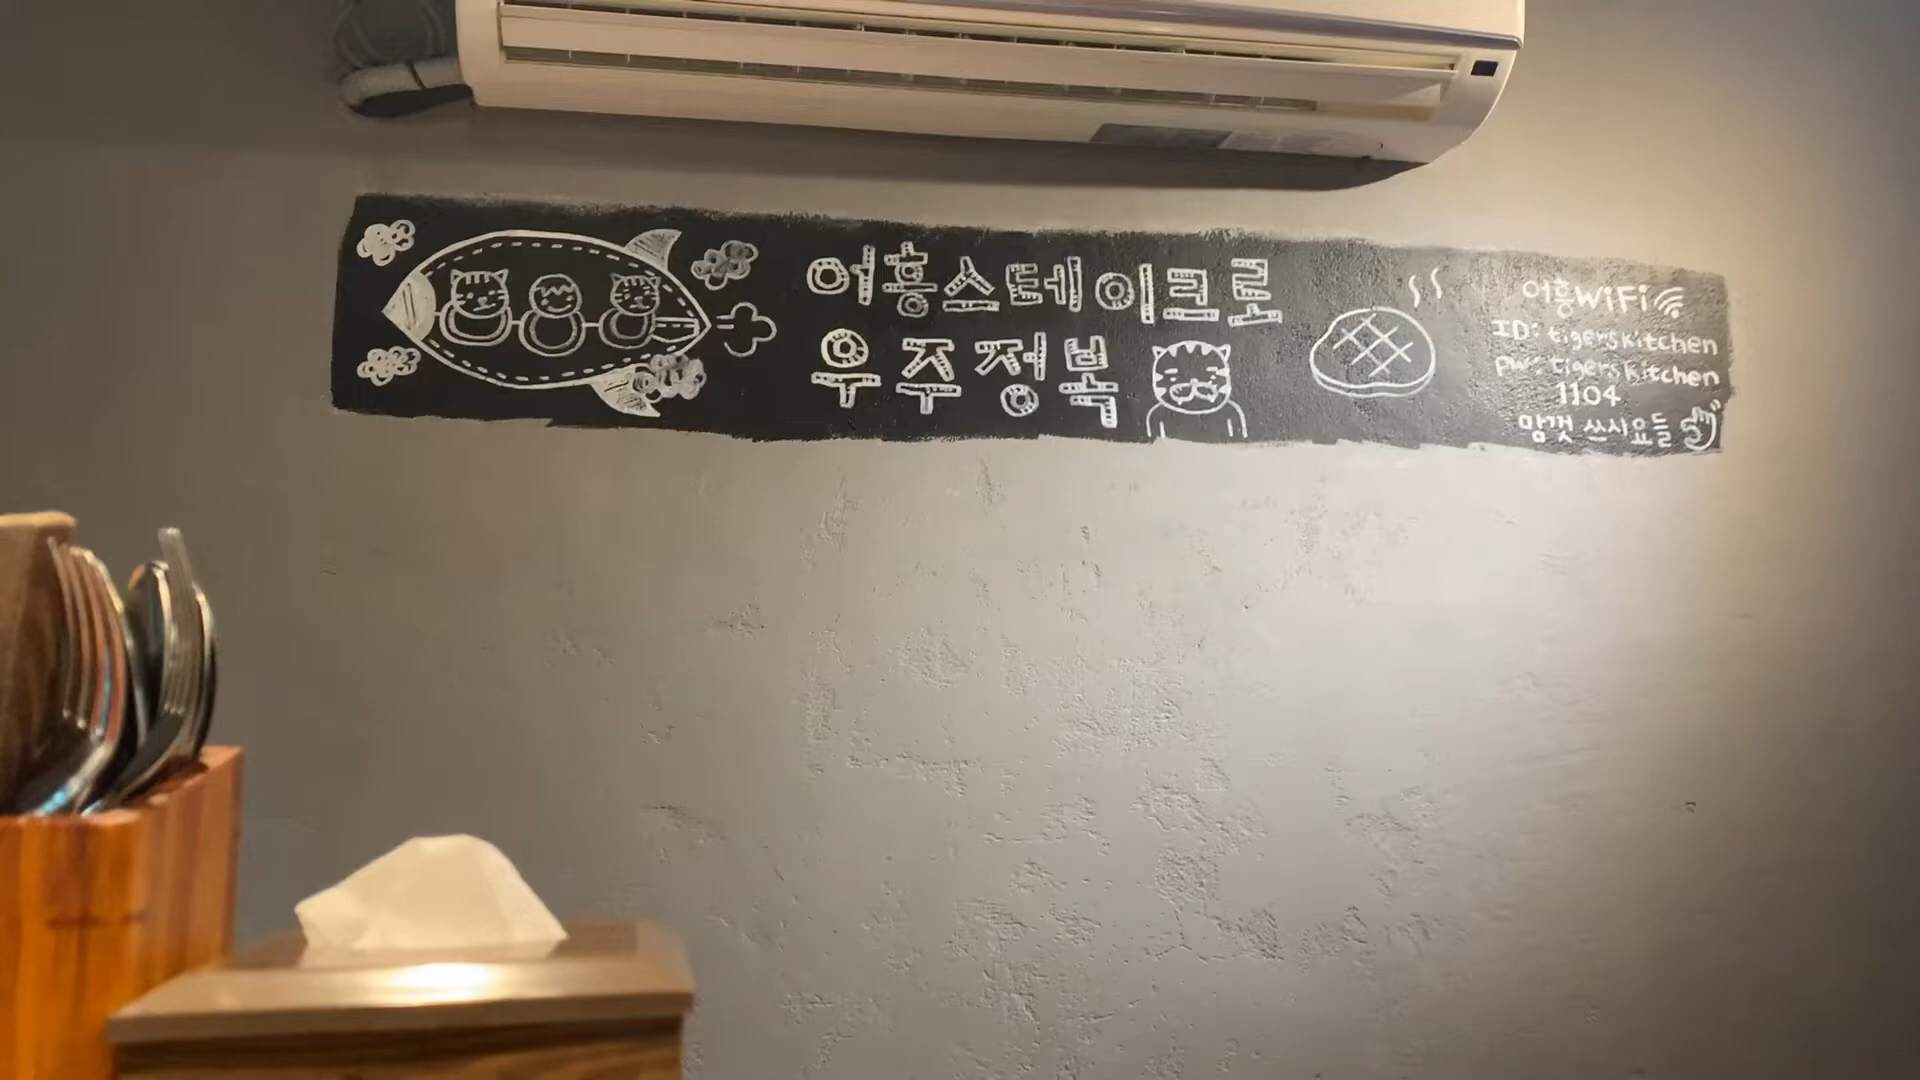 어흥스테이크로
우주정복
어흥WiFi
ID: tigerskitchen
pw: tigerskitchen
1104
맘껏 쓰시요들